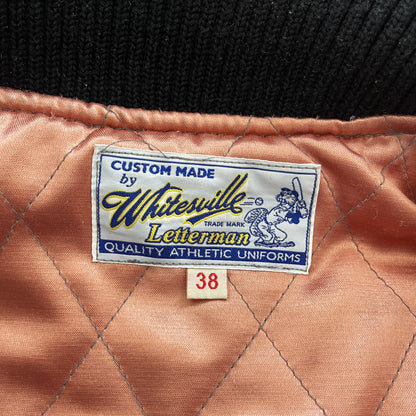 CUSTOM MADE
by
Whitesville
TRADE MARK
Letterman
QUALITY ATHLETIC UNIFORMS
38